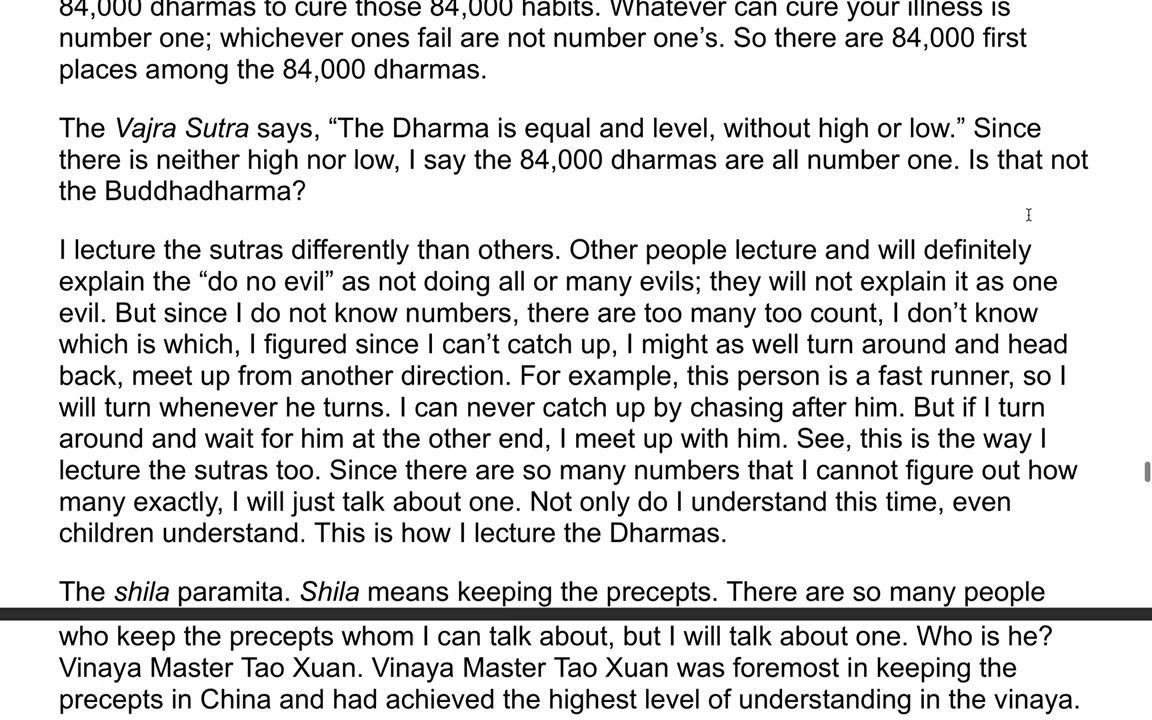 84,000 dharmas to cure those 84,000 habits. Whatever can cure your illness is
number one; whichever ones fail are not number one’s. So there are 84,000 first
places among the 84,000 dharmas.
The Vajra Sutra says, “The Dharma is equal and level, without high or low.” Since
there is neither high nor low, I say the 84,000 dharmas are all number one. Is that not
the Buddhadharma?
I lecture the sutras differently than others. Other people lecture and will definitely
explain the “do no evil” as not doing all or many evils; they will not explain it as one
evil. But since I do not know numbers, there are too many too count, I don’t know
which is which, I figured since I can’t catch up, I might as well turn around and head
back, meet up from another direction. For example, this person is a fast runner, so I
will turn whenever he turns. I can never catch up by chasing after him. But if I turn
around and wait for him at the other end, I meet up with him. See, this is the way I
lecture the sutras too. Since there are so many numbers that I cannot figure out how
many exactly, I will just talk about one. Not only do I understand this time, even
children understand. This is how I lecture the Dharmas.
The shila paramita. Shila means keeping the precepts. There are so many people
who keep the precepts whom I can talk about, but I will talk about one. Who is he?
Vinaya Master Tao Xuan. Vinaya Master Tao Xuan was foremost in keeping the
precepts in China and had achieved the highest level of understanding in the vinaya.